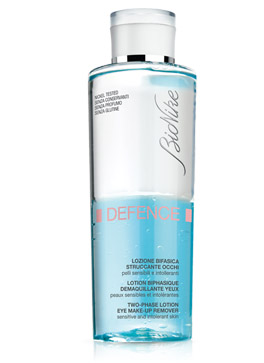 NICKEL TESTED
SENZA CONSERVANTI
SENZA PROFUMO
SENZA GLUTINE
BioNike
DEFENCE
LOZIONE BIFASICA
STRUCCANTE OCCHI
pelli sensibili e intolleranti
LOTION BIPHASIQUE
DEMAQUILLANTE YEUX
peaux sensibles et intolérantes
TWO-PHASE LOTION
EYE MAKE-UP REMOVER
sensitive and intolerant skin